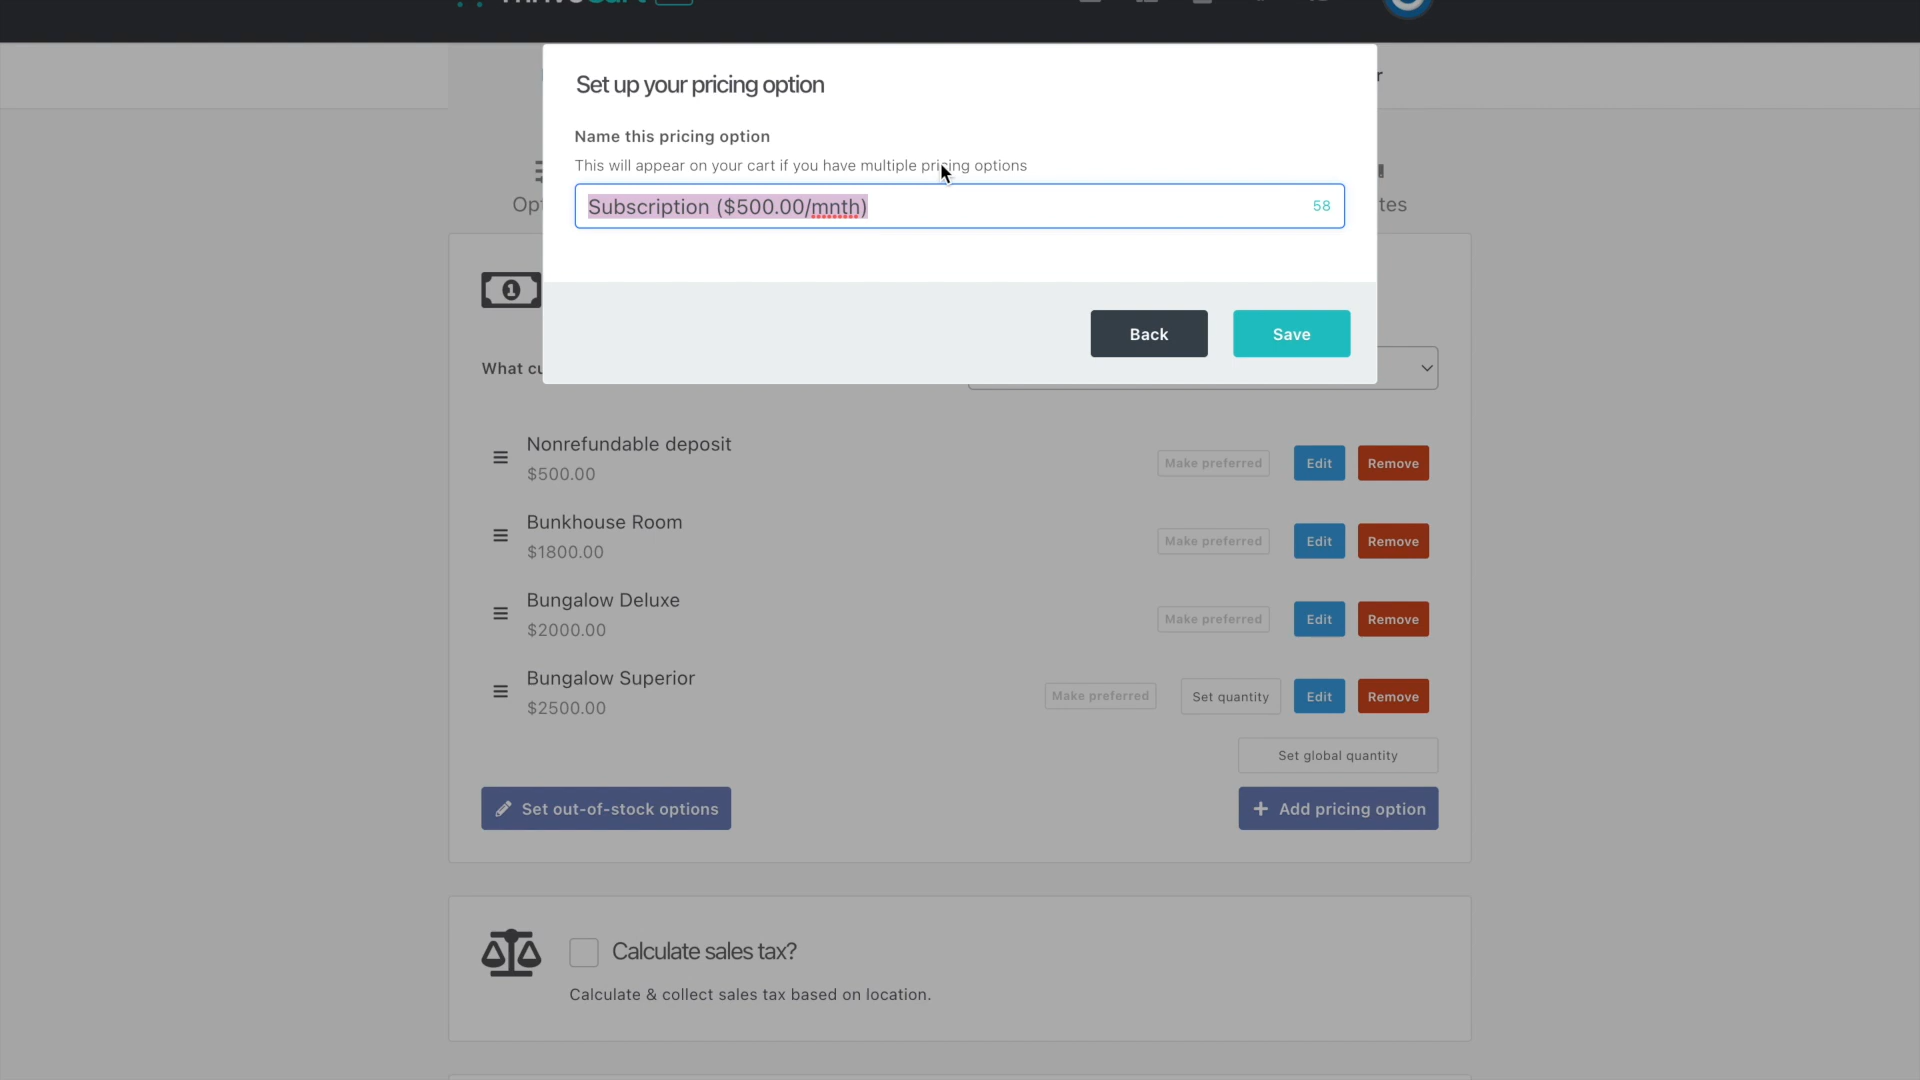 Set up your pricing option
Name this pricing option
This will appear on your cart if you have multiple pricing options
Subscription ($500.00/mnth)
58
Back
Save
What cu
Nonrefundable deposit
$500.00
Make preferred
Edit
Remove
Bunkhouse Room
$1800.00
Make preferred
Edit
Remove
Bungalow Deluxe
$2000.00
Make preferred
Edit
Remove
Bungalow Superior
$2500.00
Make preferred
Set quantity
Edit
Remove
Set global quantity
Set out-of-stock options
Add pricing option
Calculate sales tax?
Calculate & collect sales tax based on location.